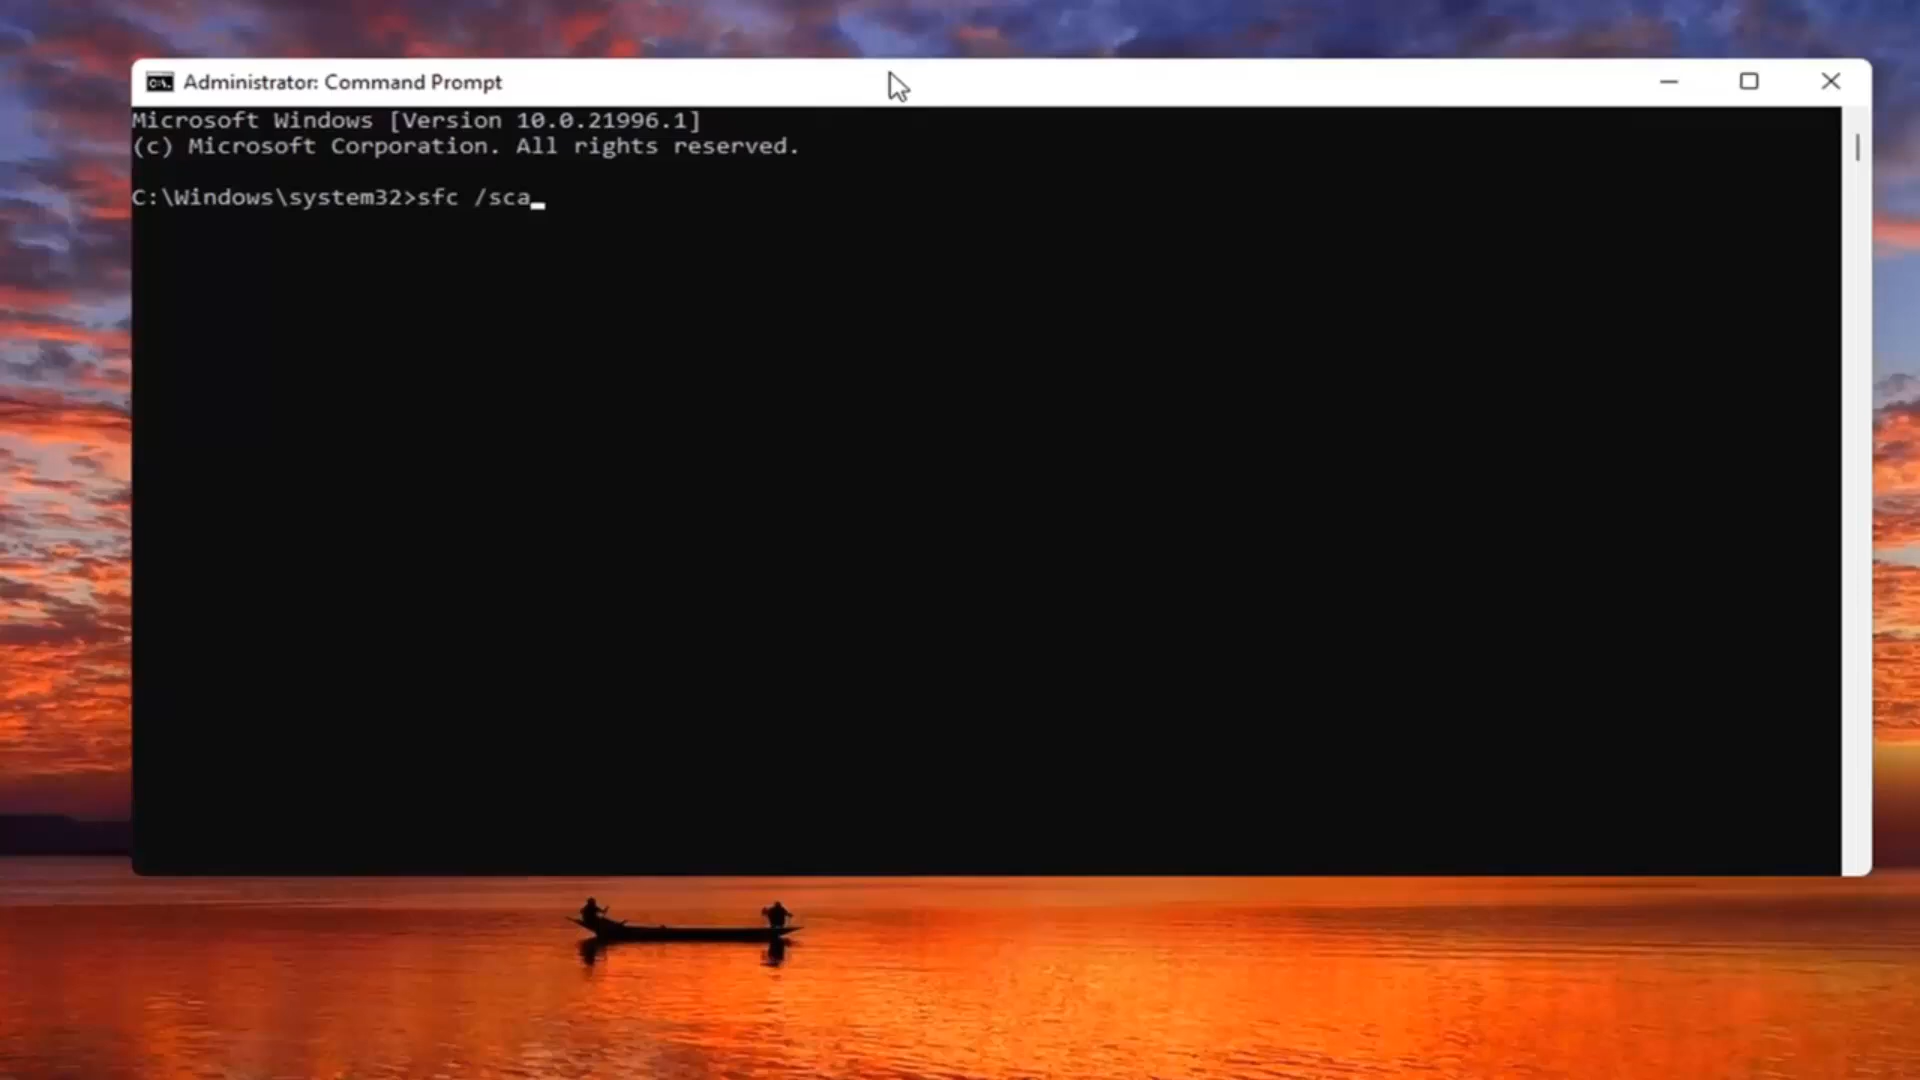 Administrator: Command Prompt
Microsoft Windows [Version 10.0.21996.1]
(c) Microsoft Corporation. All rights reserved.
C:\Windows\system32>sfc /sca